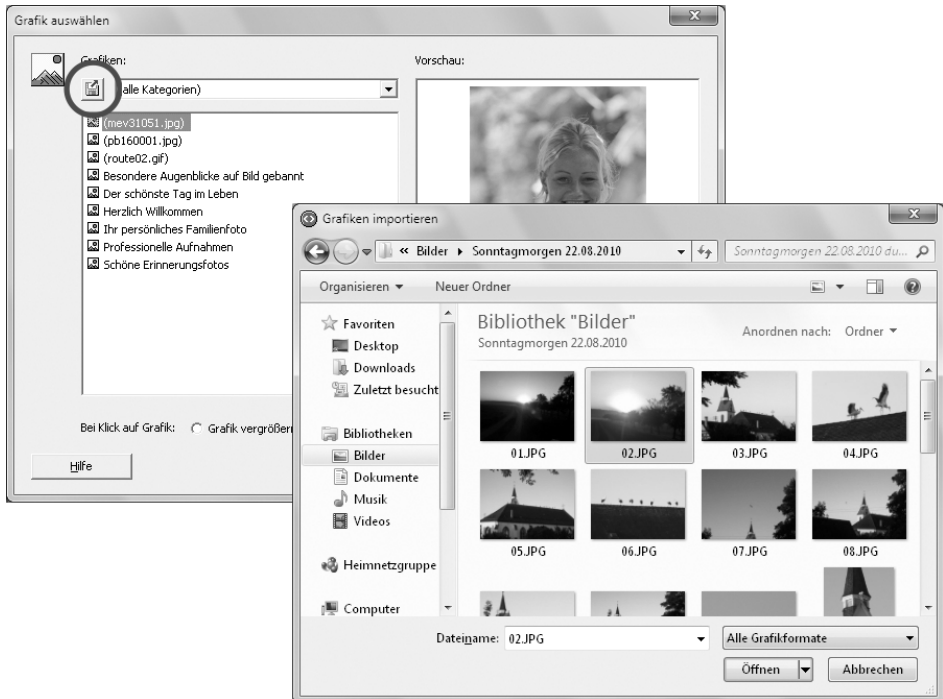 Grafik auswählen
Grafiken:
Vorschau:
alle Kategorien)
(mev31051.jpg)
(pb160001.jpg)
(route02.gif)
Besondere Augenblicke auf Bild gebannt
Der schönste Tag im Leben
Herzlich Willkommen
Ihr persönliches Familienfoto
Professionelle Aufnahmen
Schöne Erinnerungsfotos
Bei Klick auf Grafik:
Grafik vergrößern
Hilfe
Grafiken importieren
« Bilder Sonntagmorgen 22.08.2010
Sonntagmorgen 22.08.2010 du...
Organisieren
Neuer Ordner
Favoriten
Desktop
Downloads
Zuletzt besucht
Bibliotheken
Bilder
Dokumente
Musik
Videos
Heimnetzgruppe
Computer
Bibliothek "Bilder"
Sonntagmorgen 22.08.2010
Anordnen nach: Ordner
01.JPG 02.JPG 03.JPG 04.JPG
05.JPG 06.JPG 07.JPG 08.JPG
Dateiname: 02.JPG
Alle Grafikformate
Öffnen
Abbrechen